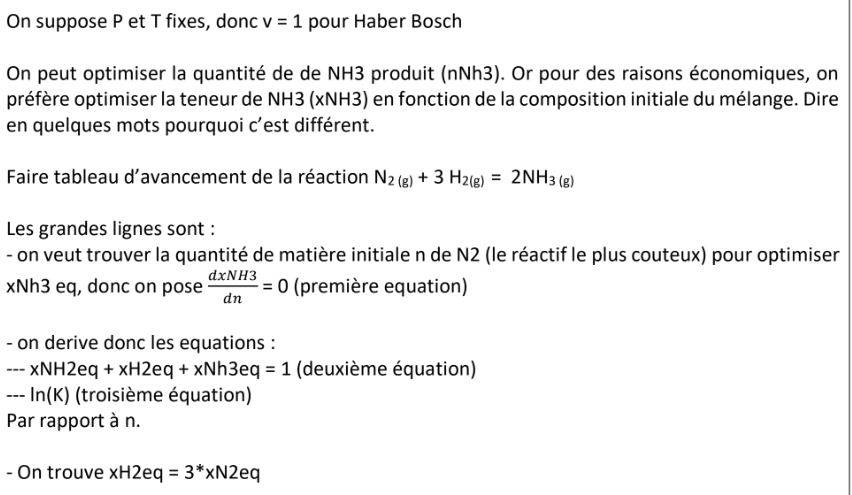 On suppose P et T fixes, donc v = 1 pour Haber Bosch
On peut optimiser la quantité de de NH3 produit (nNh3). Or pour des raisons économiques, on
préfère optimiser la teneur de NH3 (xNH3) en fonction de la composition initiale du mélange. Dire
en quelques mots pourquoi c’est différent.
Faire tableau d’avancement de la réaction N₂ (g) + 3 H₂(g) = 2NH₃ (g)
Les grandes lignes sont :
- on veut trouver la quantité de matière initiale n de N2 (le réactif le plus couteux) pour optimiser
xNh3 eq, donc on pose dxNH3/dn = 0 (première equation)
- on derive donc les equations :
--- xNH2eq + xH2eq + xNh3eq = 1 (deuxième équation)
--- ln(K) (troisième équation)
Par rapport à n.
- On trouve xH2eq = 3*xN2eq